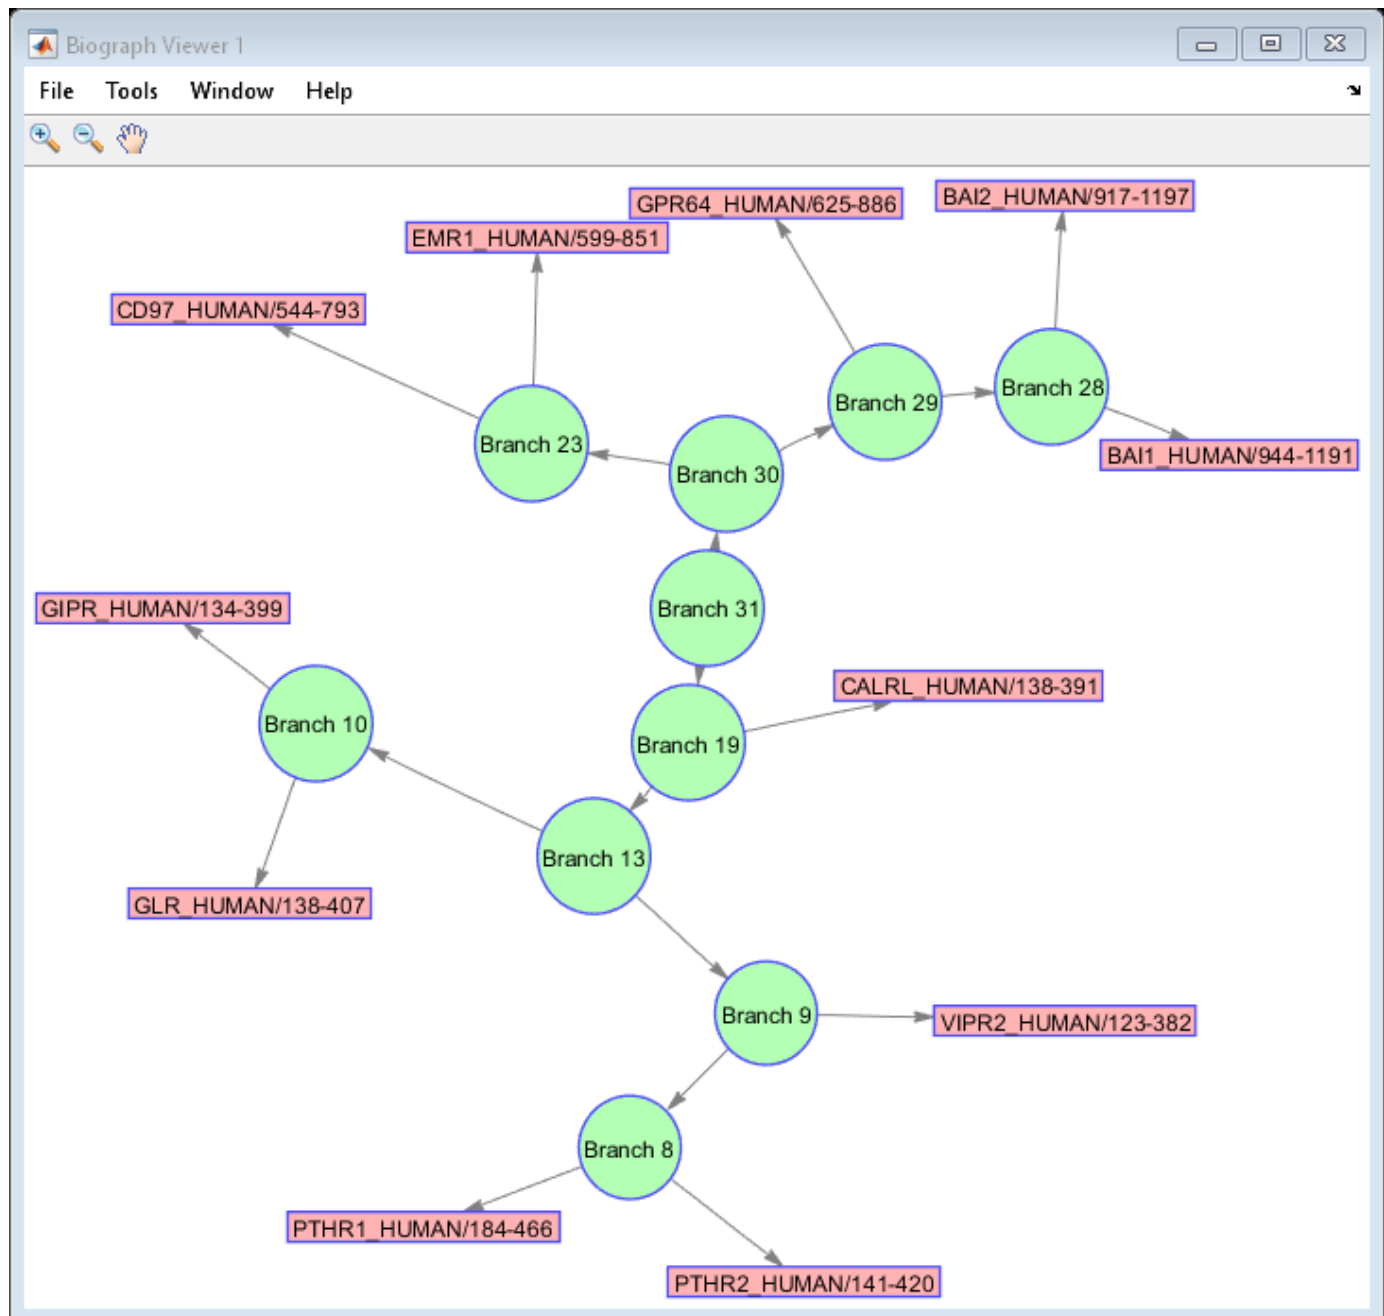 Biograph Viewer 1
File Tools Window Help
BAI2_HUMAN/917-1197
GPR64_HUMAN/625-886
EMR1_HUMAN/599-851
CD97_HUMAN/544-793
Branch 28
Branch 29
Branch 23
BAI1_HUMAN/944-1191
Branch 30
GIPR_HUMAN/134-399
Branch 31
CALRL_HUMAN/138-391
Branch 10
Branch 19
Branch 13
GLR_HUMAN/138-407
Branch 9
VIPR2_HUMAN/123-382
Branch 8
PTHR1_HUMAN/184-466
PTHR2_HUMAN/141-420